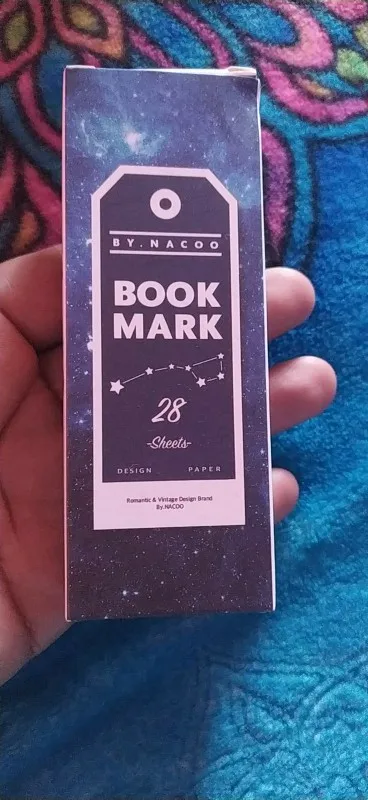 BY.NACOO
BOOK
MARK
28
-Sheets-
DESIGN PAPER
Romantic & Vintage Design Brand
By.NACOO